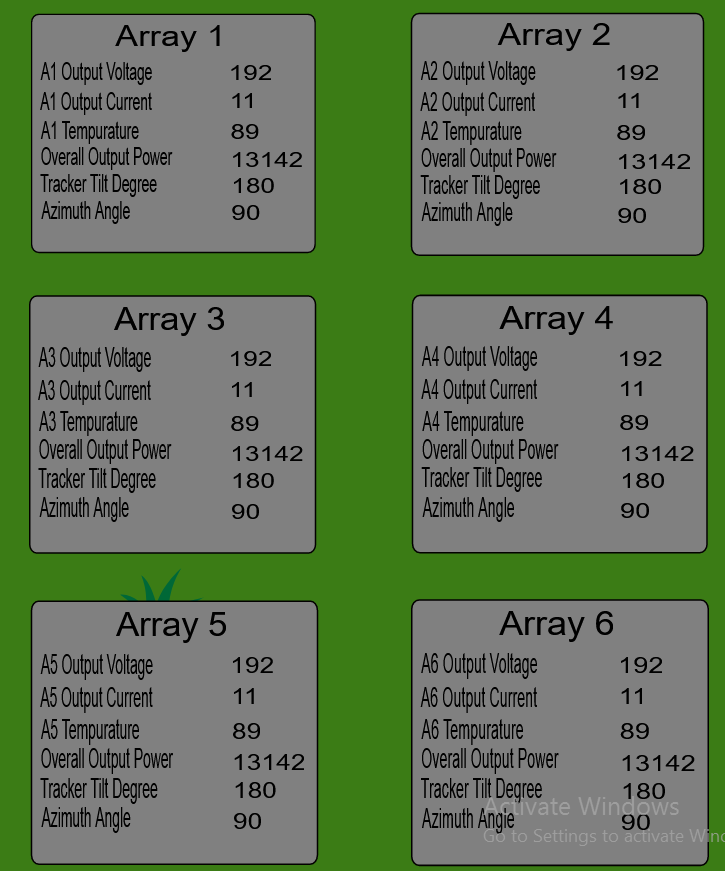 Array 1
A1 Output Voltage 192
A1 Output Current 11
A1 Tempurature 89
Overall Output Power 13142
Tracker Tilt Degree 180
Azimuth Angle 90
Array 2
A2 Output Voltage 192
A2 Output Current 11
A2 Tempurature 89
Overall Output Power 13142
Tracker Tilt Degree 180
Azimuth Angle 90
Array 3
A3 Output Voltage 192
A3 Output Current 11
A3 Tempurature 89
Overall Output Power 13142
Tracker Tilt Degree 180
Azimuth Angle 90
Array 4
A4 Output Voltage 192
A4 Output Current 11
A4 Tempurature 89
Overall Output Power 13142
Tracker Tilt Degree 180
Azimuth Angle 90
Array 5
A5 Output Voltage 192
A5 Output Current 11
A5 Tempurature 89
Overall Output Power 13142
Tracker Tilt Degree 180
Azimuth Angle 90
Array 6
A6 Output Voltage 192
A6 Output Current 11
A6 Tempurature 89
Overall Output Power 13142
Tracker Tilt Degree 180
Azimuth Angle 90
Activate Windows
Go to Settings to activate Win